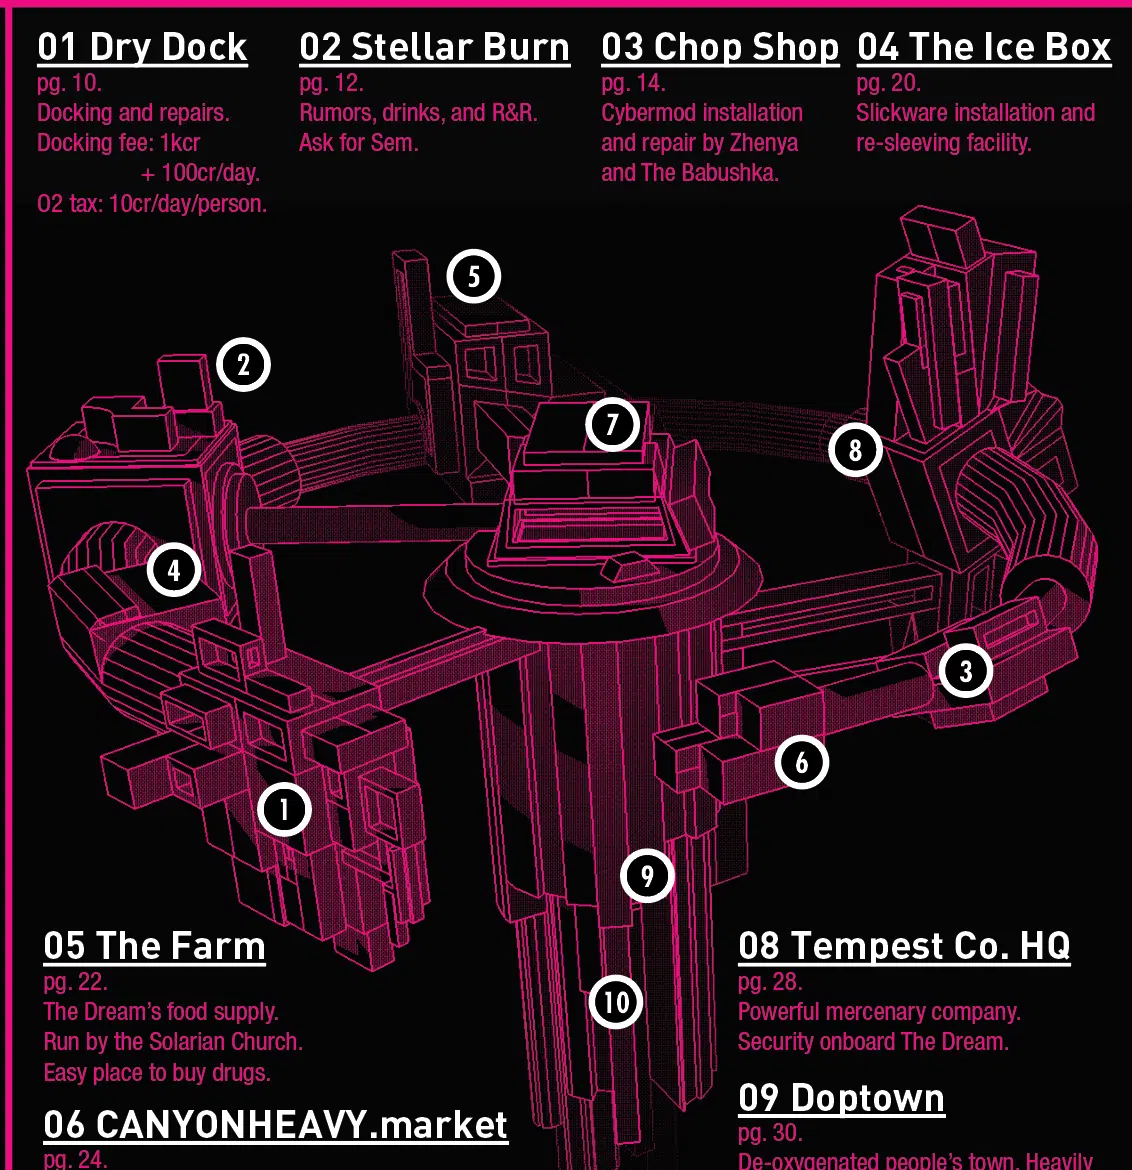 01 Dry Dock
pg. 10.
Docking and repairs.
Docking fee: 1kcr
+ 100cr/day.
O2 tax: 10cr/day/person.
02 Stellar Burn
pg. 12.
Rumors, drinks, and R&R.
Ask for Sem.
03 Chop Shop
pg. 14.
Cybermod installation
and repair by Zhenya
and The Babushka.
04 The Ice Box
pg. 20.
Slickware installation and
re-sleeving facility.
5
2
7
8
4
3
6
1
9
10
05 The Farm
pg. 22.
The Dream's food supply.
Run by the Solarian Church.
Easy place to buy drugs.
06 CANYONHEAVY.market
pg. 24.
08 Tempest Co. HQ
pg. 28.
Powerful mercenary company.
Security onboard The Dream.
09 Doptown
pg. 30.
De-oxygenated people's town. Heavily